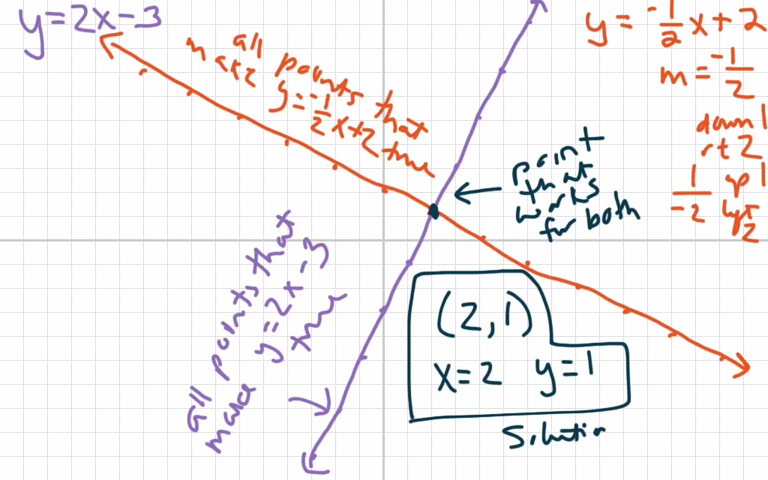 y=2x-3
all points that
make y=-1/2x+2 true
y=-1/2x+2
m=-1/2
down 1
rt 2
1/-2 up 1
left 2
point
that
works
for both
all points that
make y=2x-3
true
(2,1)
x=2 y=1
Solution